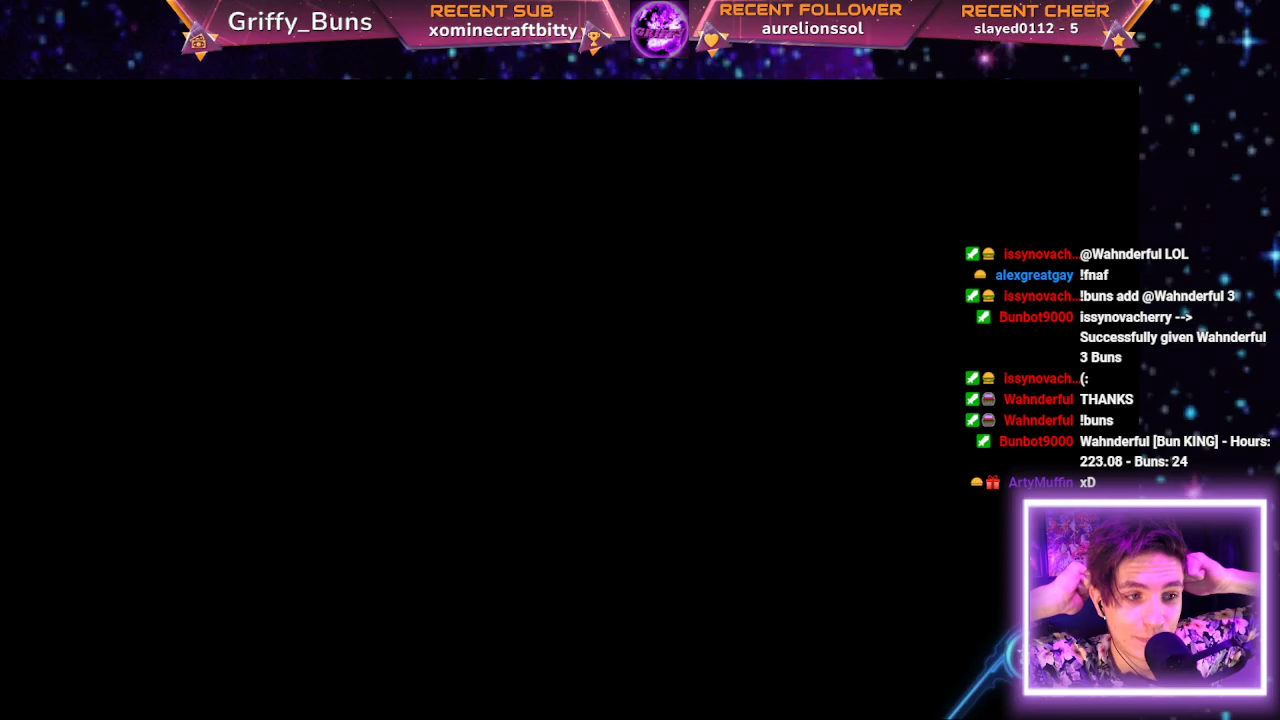 Griffy_Buns
RECENT SUB
xominecraftbitty
GRIFFY
RECENT FOLLOWER
aurelionssol
RECENT CHEER
slayed0112 - 5
issynovach... @Wahnderful LOL
alexgreatgay !fnaf
issynovach... !buns add @Wahnderful 3
Bunbot9000 issynovacherry -->
Successfully given Wahnderful
3 Buns
issynovach... (:
Wahnderful THANKS
Wahnderful !buns
Bunbot9000 Wahnderful [Bun KING] - Hours:
223.08 - Buns: 24
ArtyMuffin xD